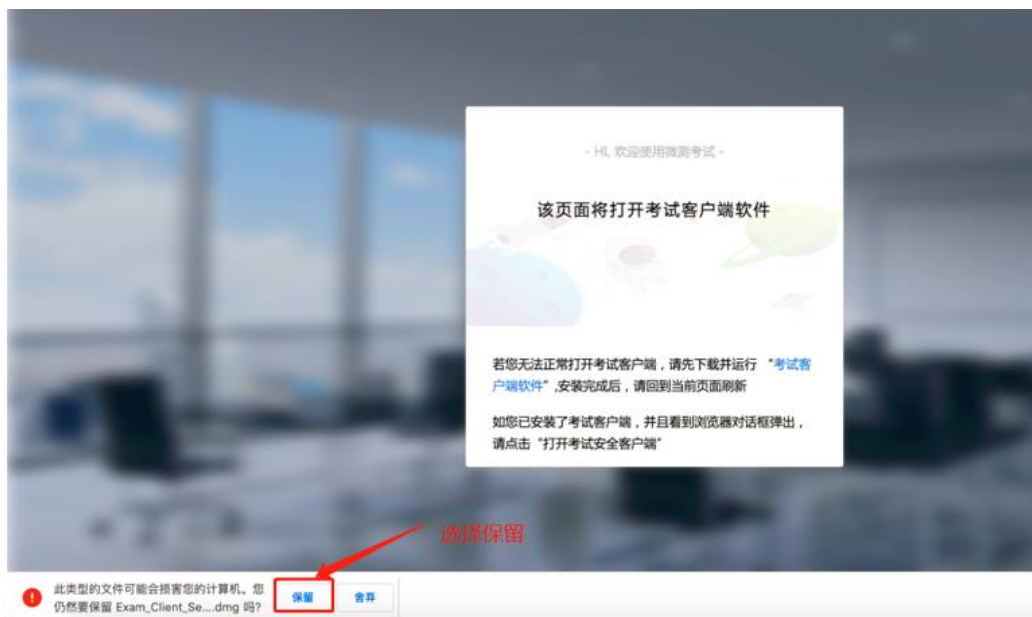 - HI, 欢迎使用微测考试 -
该页面将打开考试客户端软件
若您无法正常打开考试客户端，请先下载并运行 “考试客
户端软件”,安装完成后，请回到当前页面刷新
如您已安装了考试客户端，并且看到浏览器对话框弹出，
请点击 “打开考试安全客户端”
选择保留
此类型的文件可能会损害您的计算机。您
仍然要保留 Exam_Client_Se....dmg 吗?
保留
舍弃